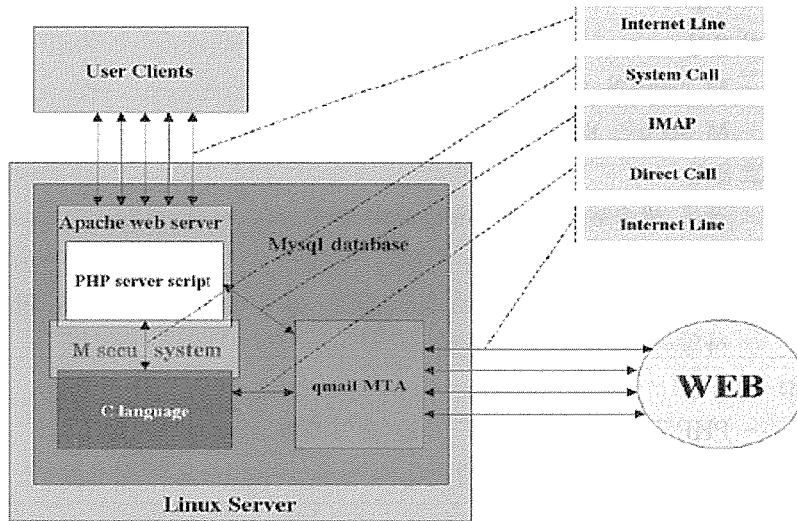 User Clients
Internet Line
System Call
IMAP
Direct Call
Internet Line
Apache web server
Mysql database
PHP server script
M secu system
C language
qmail MTA
WEB
Linux Server